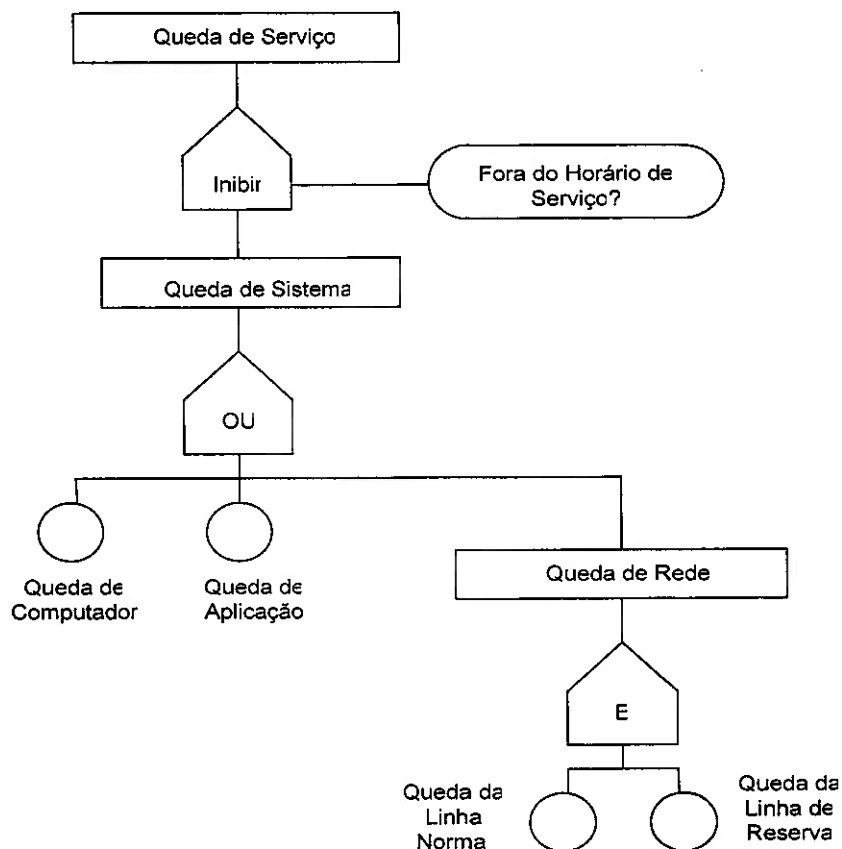 Queda de Serviço
Inibir
Fora do Horário de
Serviço?
Queda de Sistema
OU
Queda de
Computador
Queda de
Aplicação
Queda de Rede
E
Queda da
Linha
Norma
Queda da
Linha de
Reserva